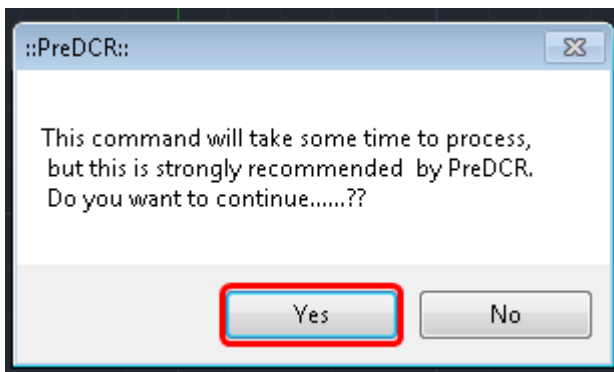 ::PreDCR::
This command will take some time to process,
but this is strongly recommended by PreDCR.
Do you want to continue......??
Yes
No